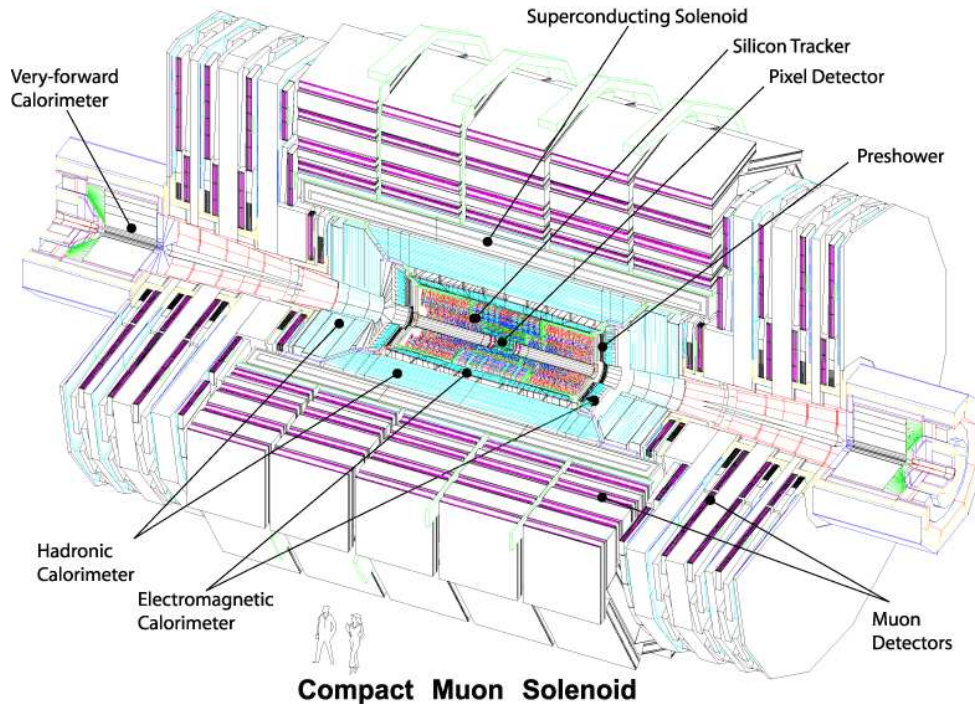 Superconducting Solenoid
Silicon Tracker
Pixel Detector
Very-forward
Calorimeter
Preshower
Hadronic
Calorimeter
Electromagnetic
Calorimeter
Muon
Detectors
Compact Muon Solenoid